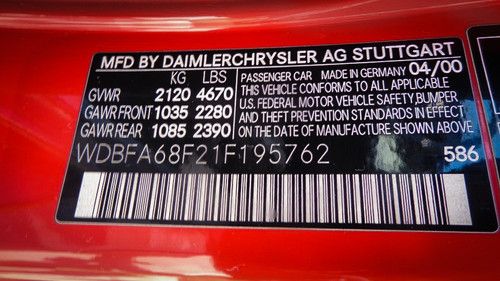 MFD BY DAIMLERCHRYSLER AG STUTTGART
KG LBS
GVWR 2120 4670
GAWR FRONT 1035 2280
GAWR REAR 1085 2390
PASSENGER CAR MADE IN GERMANY 04/00
THIS VEHICLE CONFORMS TO ALL APPLICABLE
U.S. FEDERAL MOTOR VEHICLE SAFETY, BUMPER
AND THEFT PREVENTION STANDARDS IN EFFECT
ON THE DATE OF MANUFACTURE SHOWN ABOVE
WDBFA68F21F195762
586